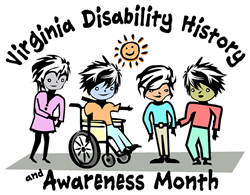 Virginia Disability History
and Awareness Month